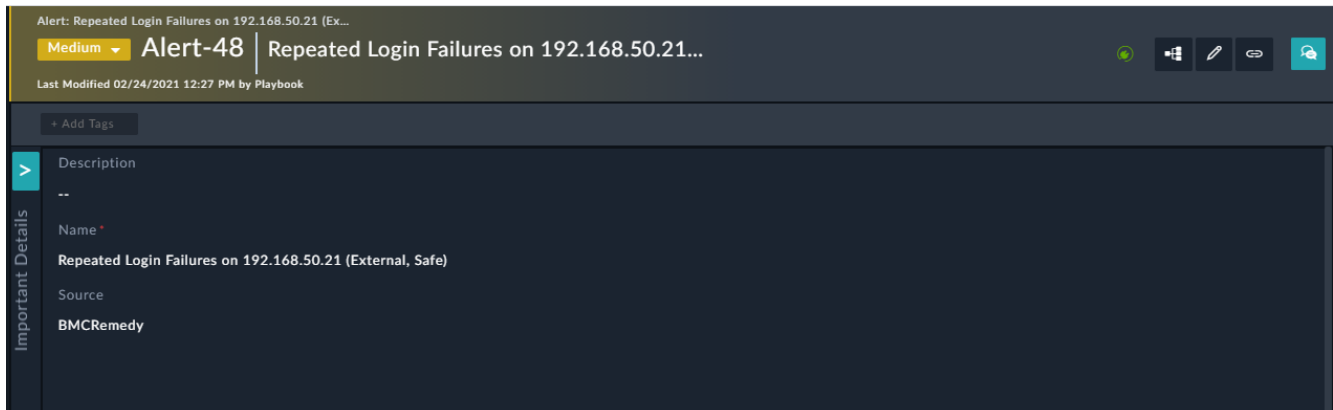 Alert: Repeated Login Failures on 192.168.50.21 (Ex...
Medium Alert-48 Repeated Login Failures on 192.168.50.21...
Last Modified 02/24/2021 12:27 PM by Playbook
+ Add Tags
Important Details
Description
--
Name*
Repeated Login Failures on 192.168.50.21 (External, Safe)
Source
BMCRemedy